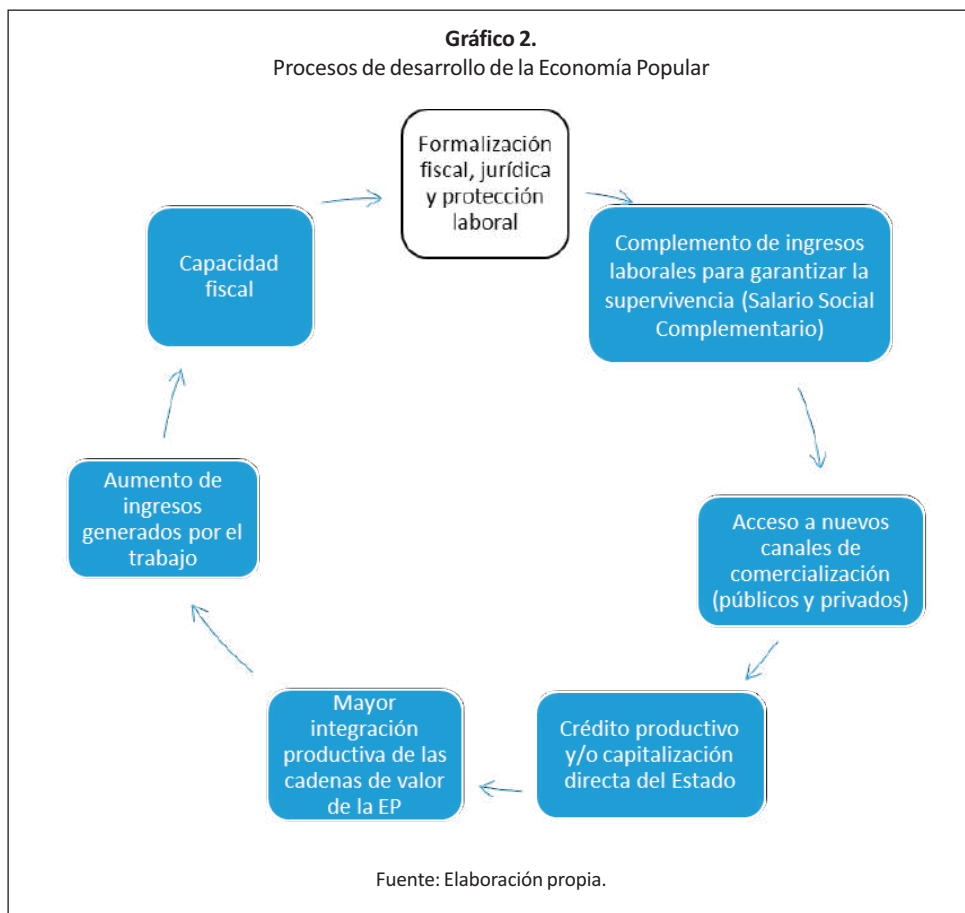 Gráfico 2.
Procesos de desarrollo de la Economía Popular
Formalización
fiscal, jurídica
y protección
laboral
Complemento de ingresos
laborales para garantizar la
supervivencia (Salario Social
Complementario)
Acceso a nuevos
canales de
comercialización
(públicos y privados)
Crédito productivo
y/o capitalización
directa del Estado
Mayor
integración
productiva de las
cadenas de valor
de la EP
Aumento de
ingresos
generados por el
trabajo
Capacidad
fiscal
Fuente: Elaboración propia.